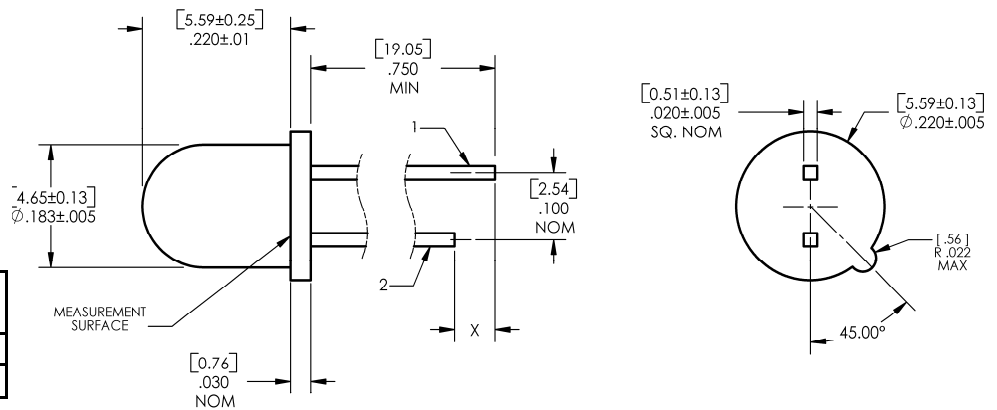 [5.59±0.25]
.220±.01
[19.05]
.750
MIN
1
[2.54]
.100
NOM
2
X
4.65±0.13]
Ø.183±.005
MEASUREMENT
SURFACE
[0.76]
.030
NOM
[0.51±0.13]
.020±.005
SQ. NOM
[5.59±0.13]
Ø.220±.005
[.56]
R .022
MAX
45.00°